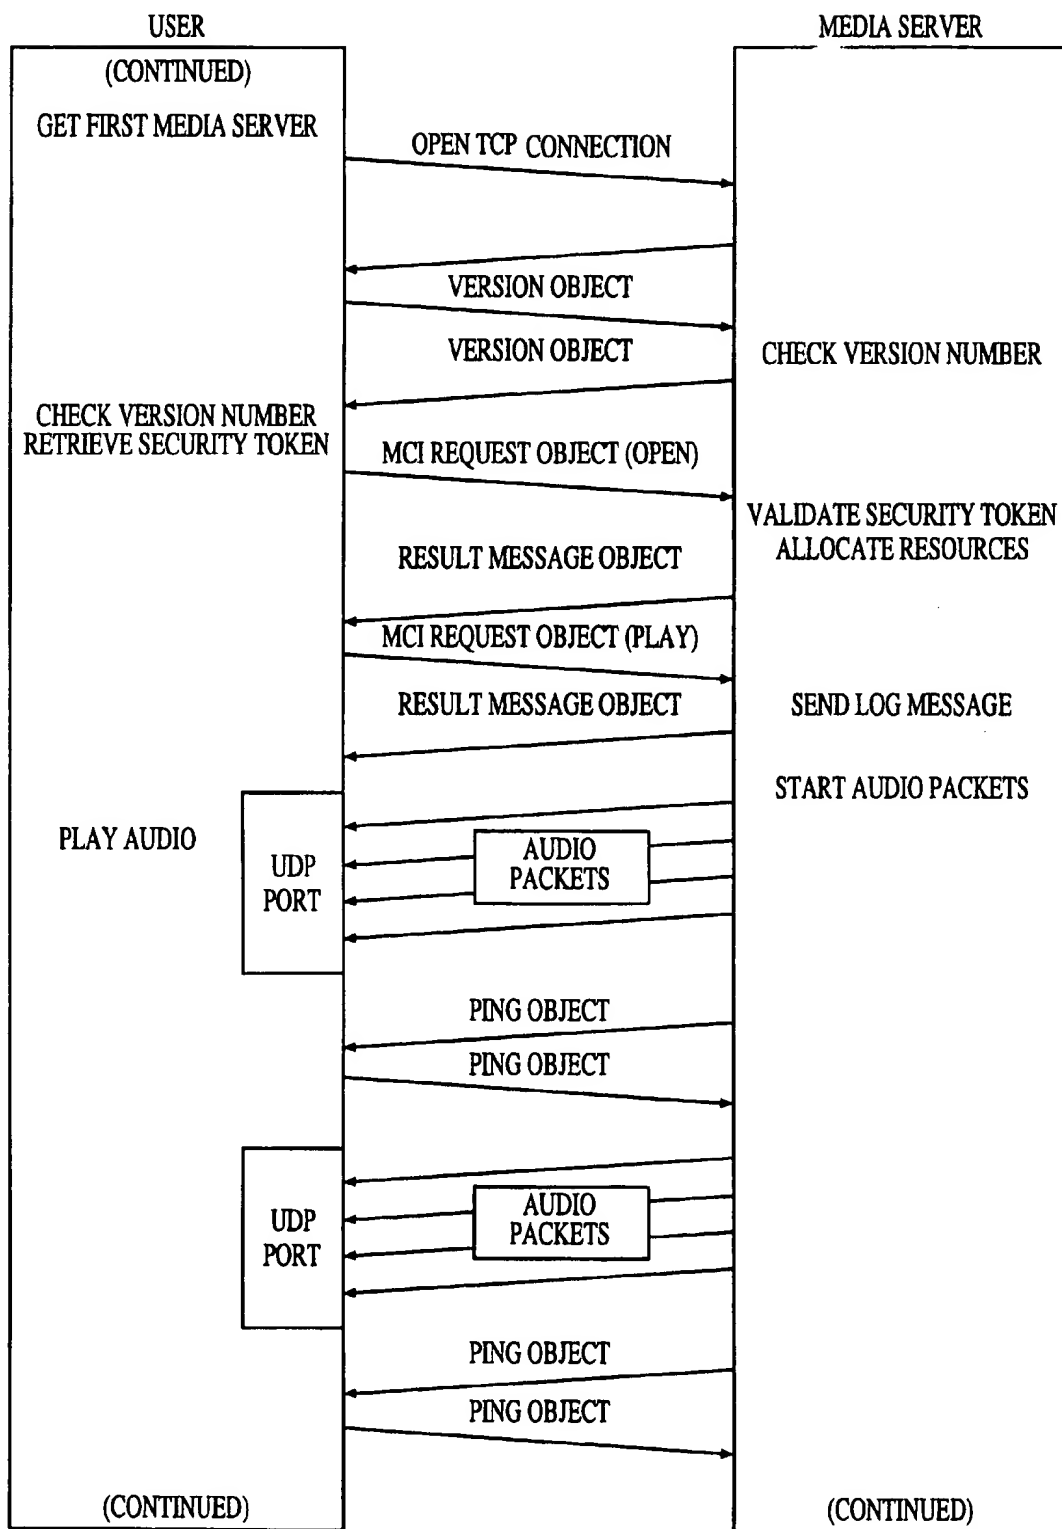 USER
MEDIA SERVER
(CONTINUED)
GET FIRST MEDIA SERVER
OPEN TCP CONNECTION
VERSION OBJECT
VERSION OBJECT
CHECK VERSION NUMBER
CHECK VERSION NUMBER
RETRIEVE SECURITY TOKEN
MCI REQUEST OBJECT (OPEN)
VALIDATE SECURITY TOKEN
ALLOCATE RESOURCES
RESULT MESSAGE OBJECT
MCI REQUEST OBJECT (PLAY)
RESULT MESSAGE OBJECT
SEND LOG MESSAGE
START AUDIO PACKETS
PLAY AUDIO
UDP
PORT
AUDIO
PACKETS
PING OBJECT
PING OBJECT
UDP
PORT
AUDIO
PACKETS
PING OBJECT
PING OBJECT
(CONTINUED)
(CONTINUED)